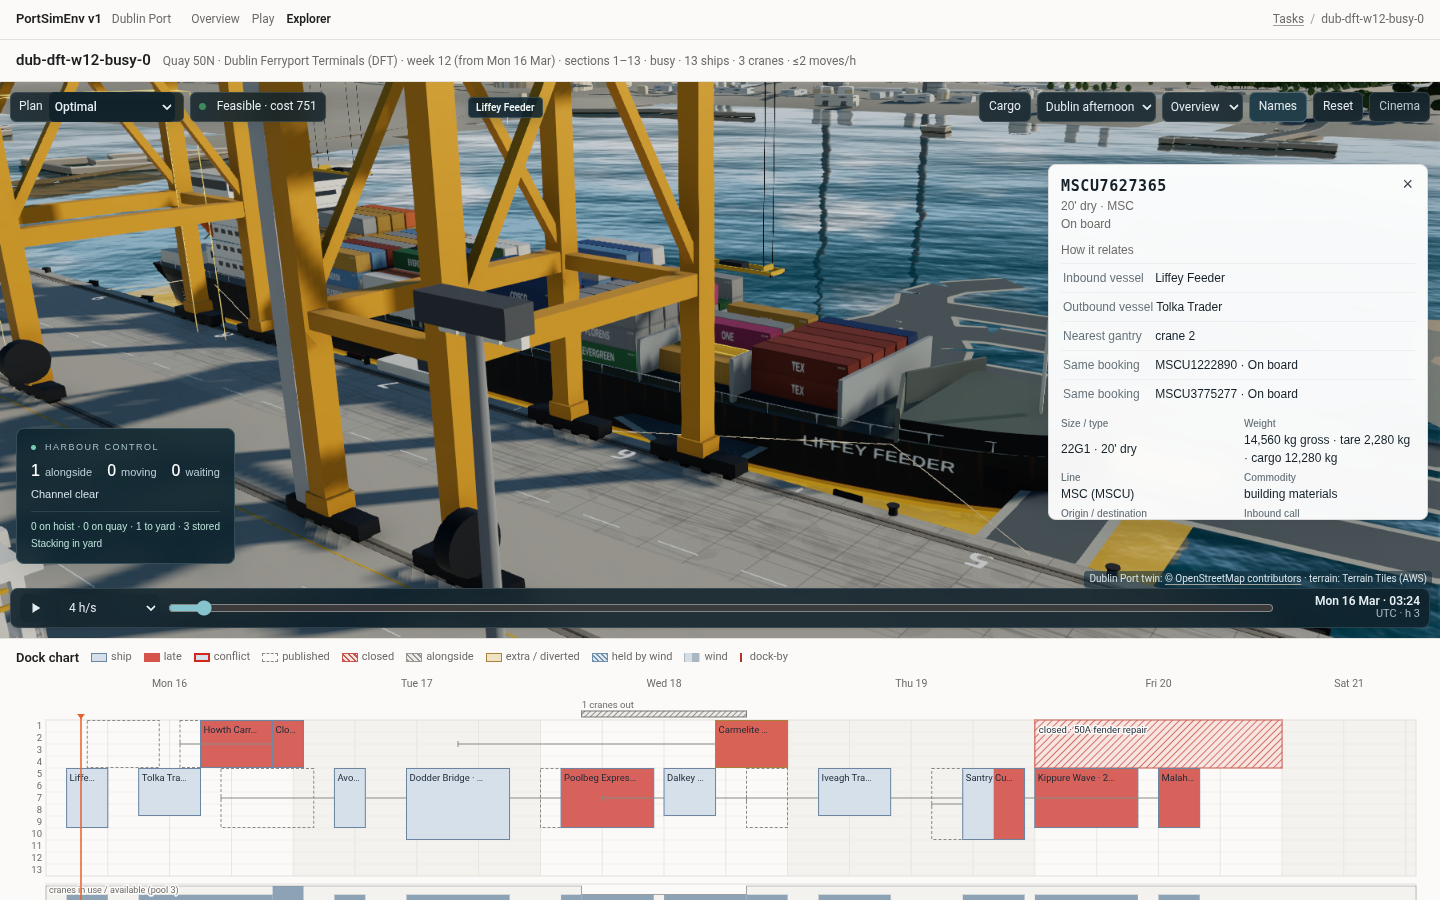 PortSimEnv v1 Dublin Port Overview Play Explorer Tasks / dub-dft-w12-busy-0
dub-dft-w12-busy-0 Quay 50N · Dublin Ferryport Terminals (DFT) · week 12 (from Mon 16 Mar) · sections 1–13 · busy · 13 ships · 3 cranes · ≤2 moves/h
Plan Optimal Feasible · cost 751 Liffey Feeder Cargo Dublin afternoon Overview Names Reset Cinema
MSCU7627365 ×
20' dry · MSC
On board
How it relates
Inbound vessel Liffey Feeder
Outbound vessel Tolka Trader
Nearest gantry crane 2
Same booking MSCU1222890 · On board
Same booking MSCU3775277 · On board
Size / type Weight
22G1 · 20' dry 14,560 kg gross · tare 2,280 kg
· cargo 12,280 kg
Line Commodity
MSC (MSCU) building materials
Origin / destination Inbound call
ONE
EVERGREEN
TEX
TEX
LIFFEY FEEDER
HARBOUR CONTROL
1 alongside 0 moving 0 waiting
Channel clear
0 on hoist · 0 on quay · 1 to yard · 3 stored
Stacking in yard
Dublin Port twin: © OpenStreetMap contributors · terrain: Terrain Tiles (AWS)
4 h/s Mon 16 Mar · 03:24
UTC · h 3
Dock chart ship late conflict published closed alongside extra / diverted held by wind wind dock-by
Mon 16 Tue 17 Wed 18 Thu 19 Fri 20 Sat 21
1 cranes out
1
Howth Carr... Clo... Carmelite ... closed · 50A fender repair
2
3
4
5
Liffe... Tolka Tra... Avo... Dodder Bridge · ... Poolbeg Expres... Dalkey ... Iveagh Tra... Santry Cu... Kippure Wave · 2... Malah...
6
7
8
9
10
11
12
13
cranes in use / available (pool 3)